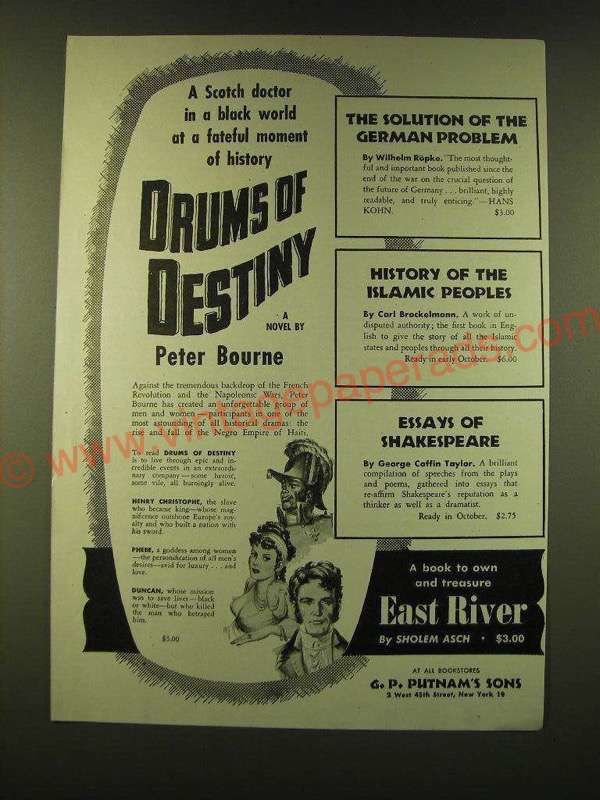 A Scotch doctor
in a black world
at a fateful moment
of history
DRUMS OF
DESTINY
A
NOVEL BY
Peter Bourne
Against the tremendous backdrop of the French
Revolution and the Napoleonic Wars, Peter
Bourne has created an unforgettable group of
men and women—participants in one of the
most astounding of all historical dramas: the
rise and fall of the Negro Empire of Haiti.
To read DRUMS OF DESTINY
is to live through epic and in-
credible events in an extraordi-
nary company—some heroic,
some vile, all burningly alive.
HENRY CHRISTOPHE, the slave
who became king—whose mag-
nificence outshone Europe's roy-
alty and who built a nation with
his sword.
PHEBE, a goddess among women
—the personification of all men's
desires—avid for luxury . . . and
love.
DUNCAN, whose mission
was to save lives—black
or white—but who killed
the man who betrayed
him.
$3.00
THE SOLUTION OF THE
GERMAN PROBLEM
By Wilhelm Röpke. "The most thought-
ful and important book published since the
end of the war on the crucial question of
the future of Germany . . . brilliant, highly
readable, and truly enticing."—HANS
KOHN. $3.00
HISTORY OF THE
ISLAMIC PEOPLES
By Carl Brockelmann. A work of un-
disputed authority; the first book in Eng-
lish to give the story of all the Islamic
states and peoples through all their history.
Ready in early October. $6.00
ESSAYS OF
SHAKESPEARE
By George Coffin Taylor. A brilliant
compilation of speeches from the plays
and poems, gathered into essays that
re-affirm Shakespeare's reputation as a
thinker as well as a dramatist.
Ready in October. $2.75
A book to own
and treasure
East River
By SHOLEM ASCH • $3.00
AT ALL BOOKSTORES
G. P. PUTNAM'S SONS
2 West 45th Street, New York 19
© www.vintagepaperads.com